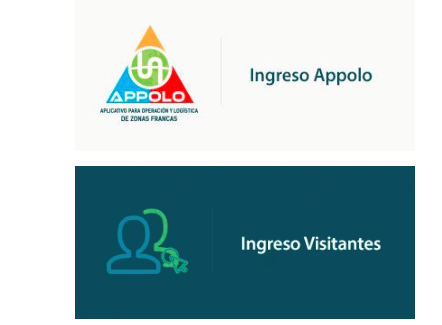 APPOLO
APLICATIVO PARA OPERACIÓN Y LOGÍSTICA
DE ZONAS FRANCAS
Ingreso Appolo
Ingreso Visitantes